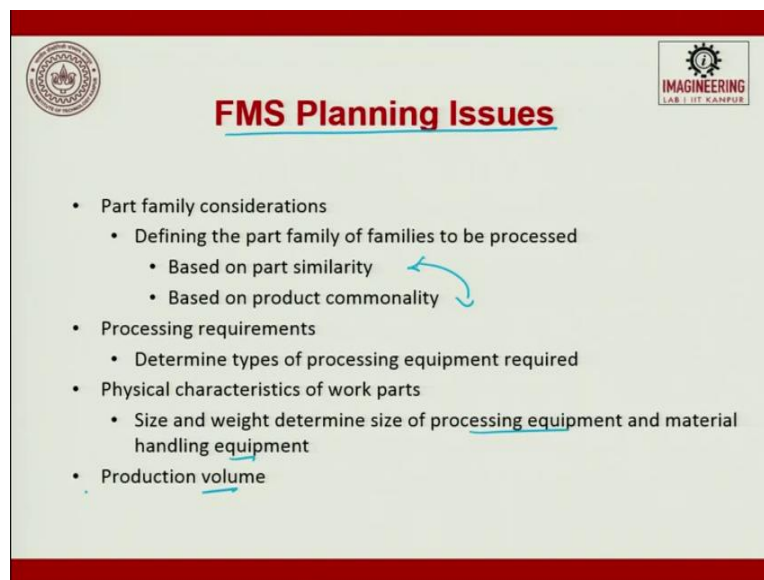 IMAGINEERING
LAB | IIT KANPUR
FMS Planning Issues
• Part family considerations
• Defining the part family of families to be processed
• Based on part similarity
• Based on product commonality
• Processing requirements
• Determine types of processing equipment required
• Physical characteristics of work parts
• Size and weight determine size of processing equipment and material
handling equipment
• Production volume